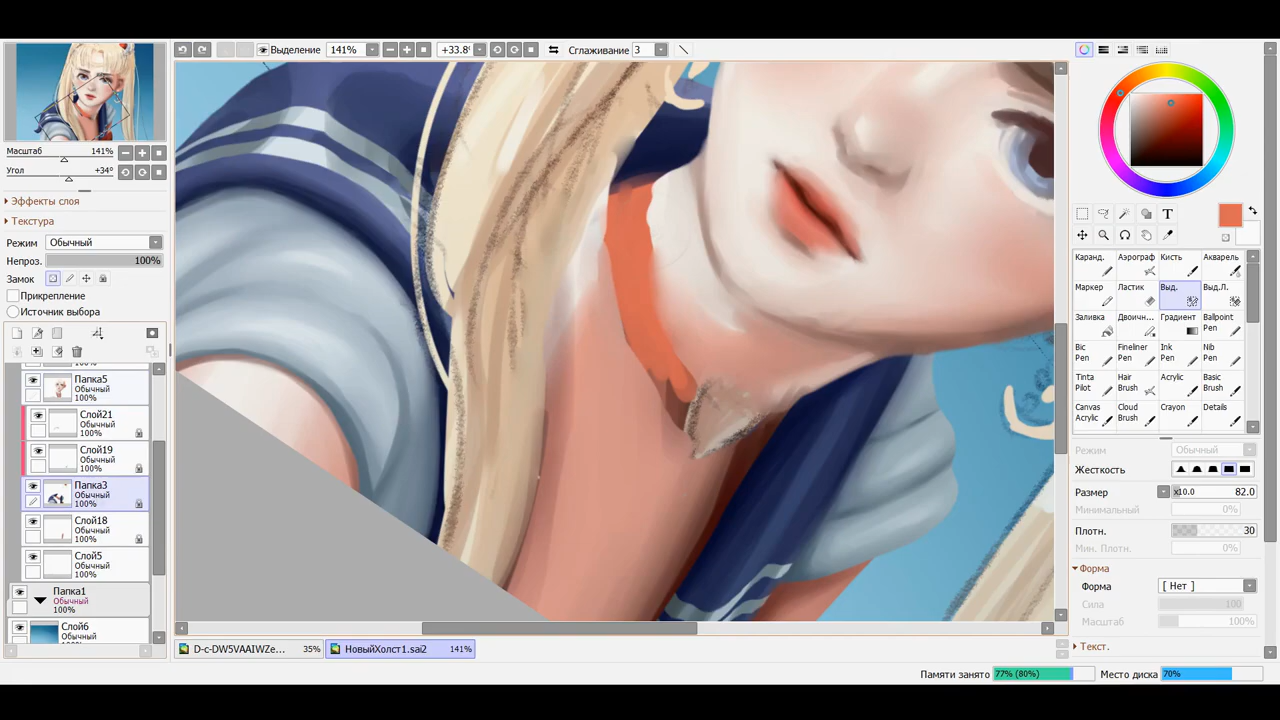 Выделение 141% +33.8° Сглаживание 3
Масштаб 141%
Угол +34°
Эффекты слоя
Текстура
Режим Обычный
Непроз. 100%
Замок
Прикрепление
Источник выбора
Папка5
Обычный
100%
Слой21
Обычный
100%
Слой19
Обычный
100%
Папка3
Обычный
100%
Слой18
Обычный
100%
Слой5
Обычный
100%
Папка1
Обычный
100%
Слой6
Обычный
D-c-DW5VAAIWZe... 35%
НовыйХолст1.sai2 141%
T
Каранд. Аэрограф Кисть Акварель
Маркер Ластик Выд. Выд.Л.
Заливка Двоичн... Градиент Ballpoint Pen
Bic Pen Fineliner Pen Ink Pen Nib Pen
Tinta Pilot Hair Brush Acrylic Basic Brush
Canvas Acrylic Cloud Brush Crayon Details
Режим Обычный
Жесткость
Размер x10.0 82.0
Минимальный 0%
Плотн. 30
Мин. Плотн. 0%
Форма
Форма [ Нет ]
Сила 100
Масштаб 100%
Текст.
Памяти занято 77% (80%) Место диска 70%